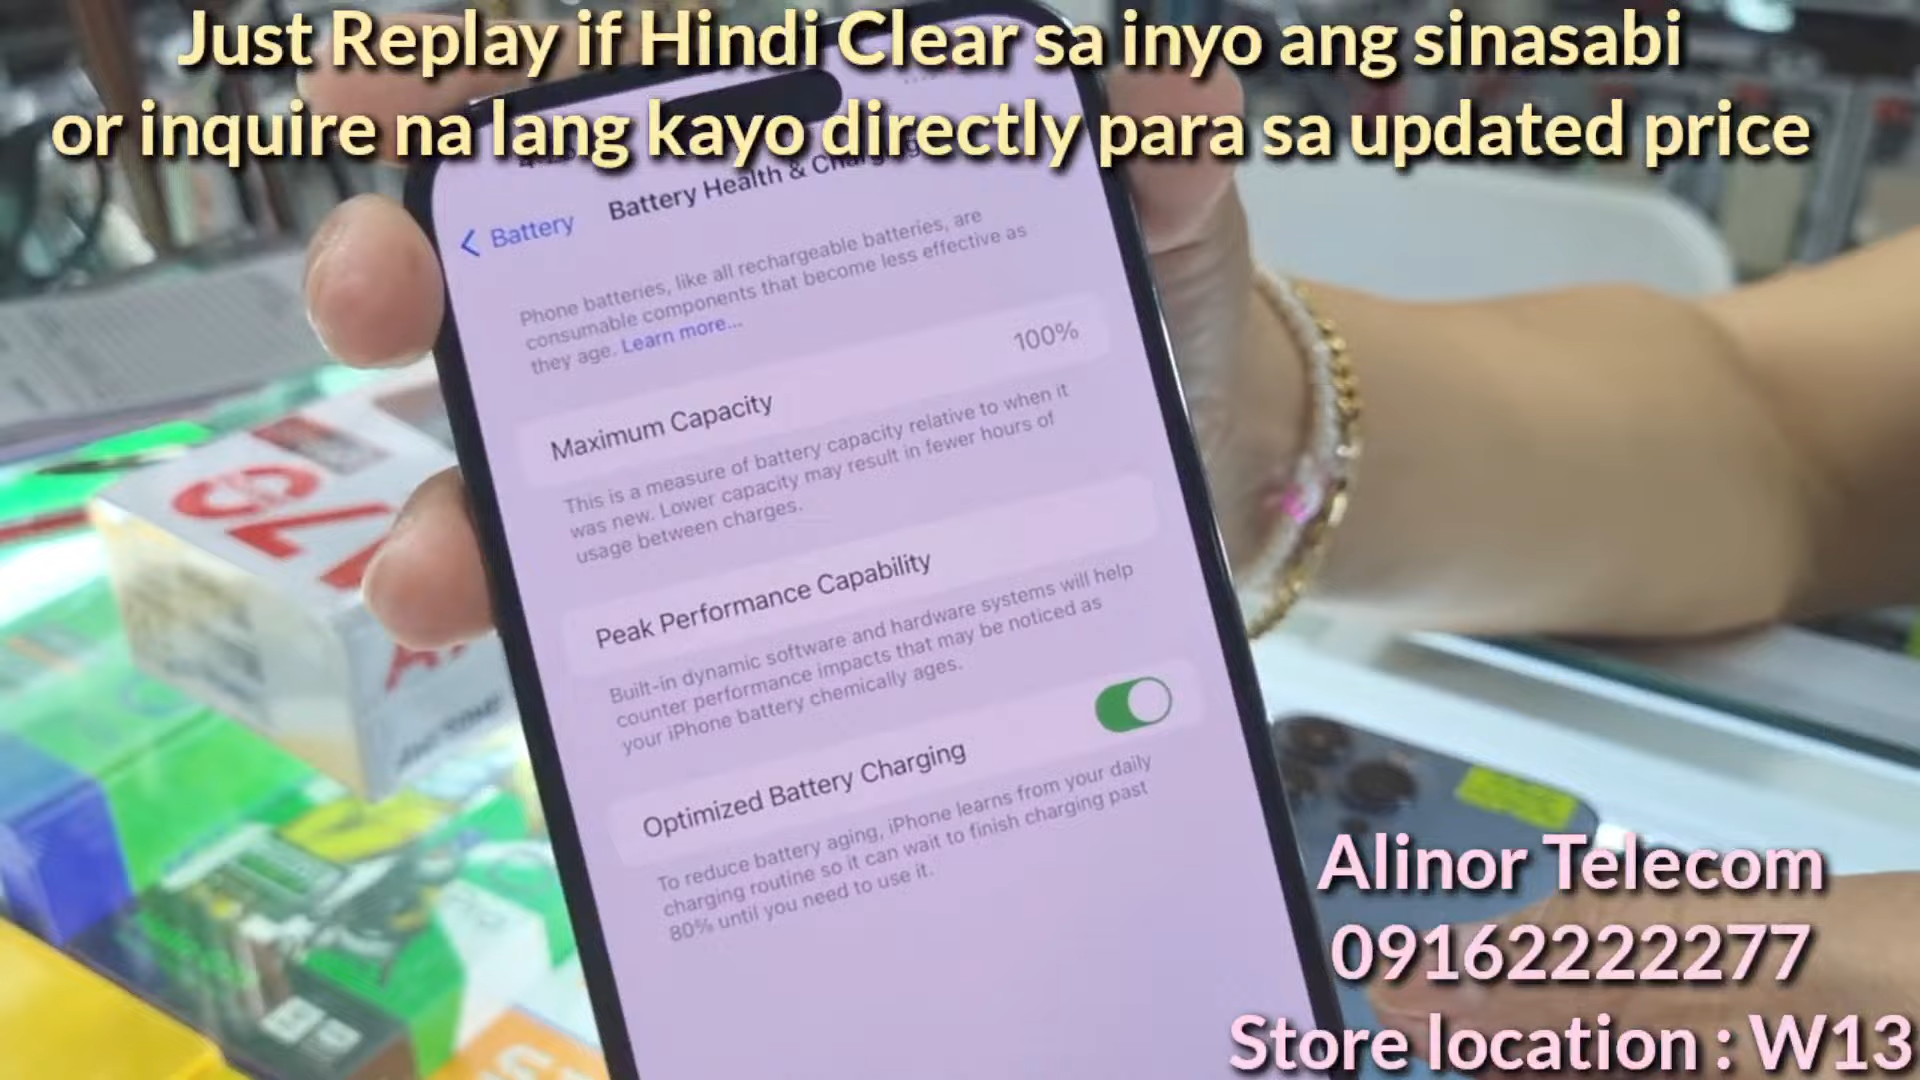 Just Replay if Hindi Clear sa inyo ang sinasabi
or inquire na lang kayo directly para sa updated price
Battery
Battery Health & Charging
Phone batteries, like all rechargeable batteries, are
consumable components that become less effective as
they age. Learn more...
Maximum Capacity
100%
This is a measure of battery capacity relative to when it
was new. Lower capacity may result in fewer hours of
usage between charges.
Peak Performance Capability
Built-in dynamic software and hardware systems will help
counter performance impacts that may be noticed as
your iPhone battery chemically ages.
Optimized Battery Charging
To reduce battery aging, iPhone learns from your daily
charging routine so it can wait to finish charging past
80% until you need to use it.
Alinor Telecom
09162222277
Store location : W13